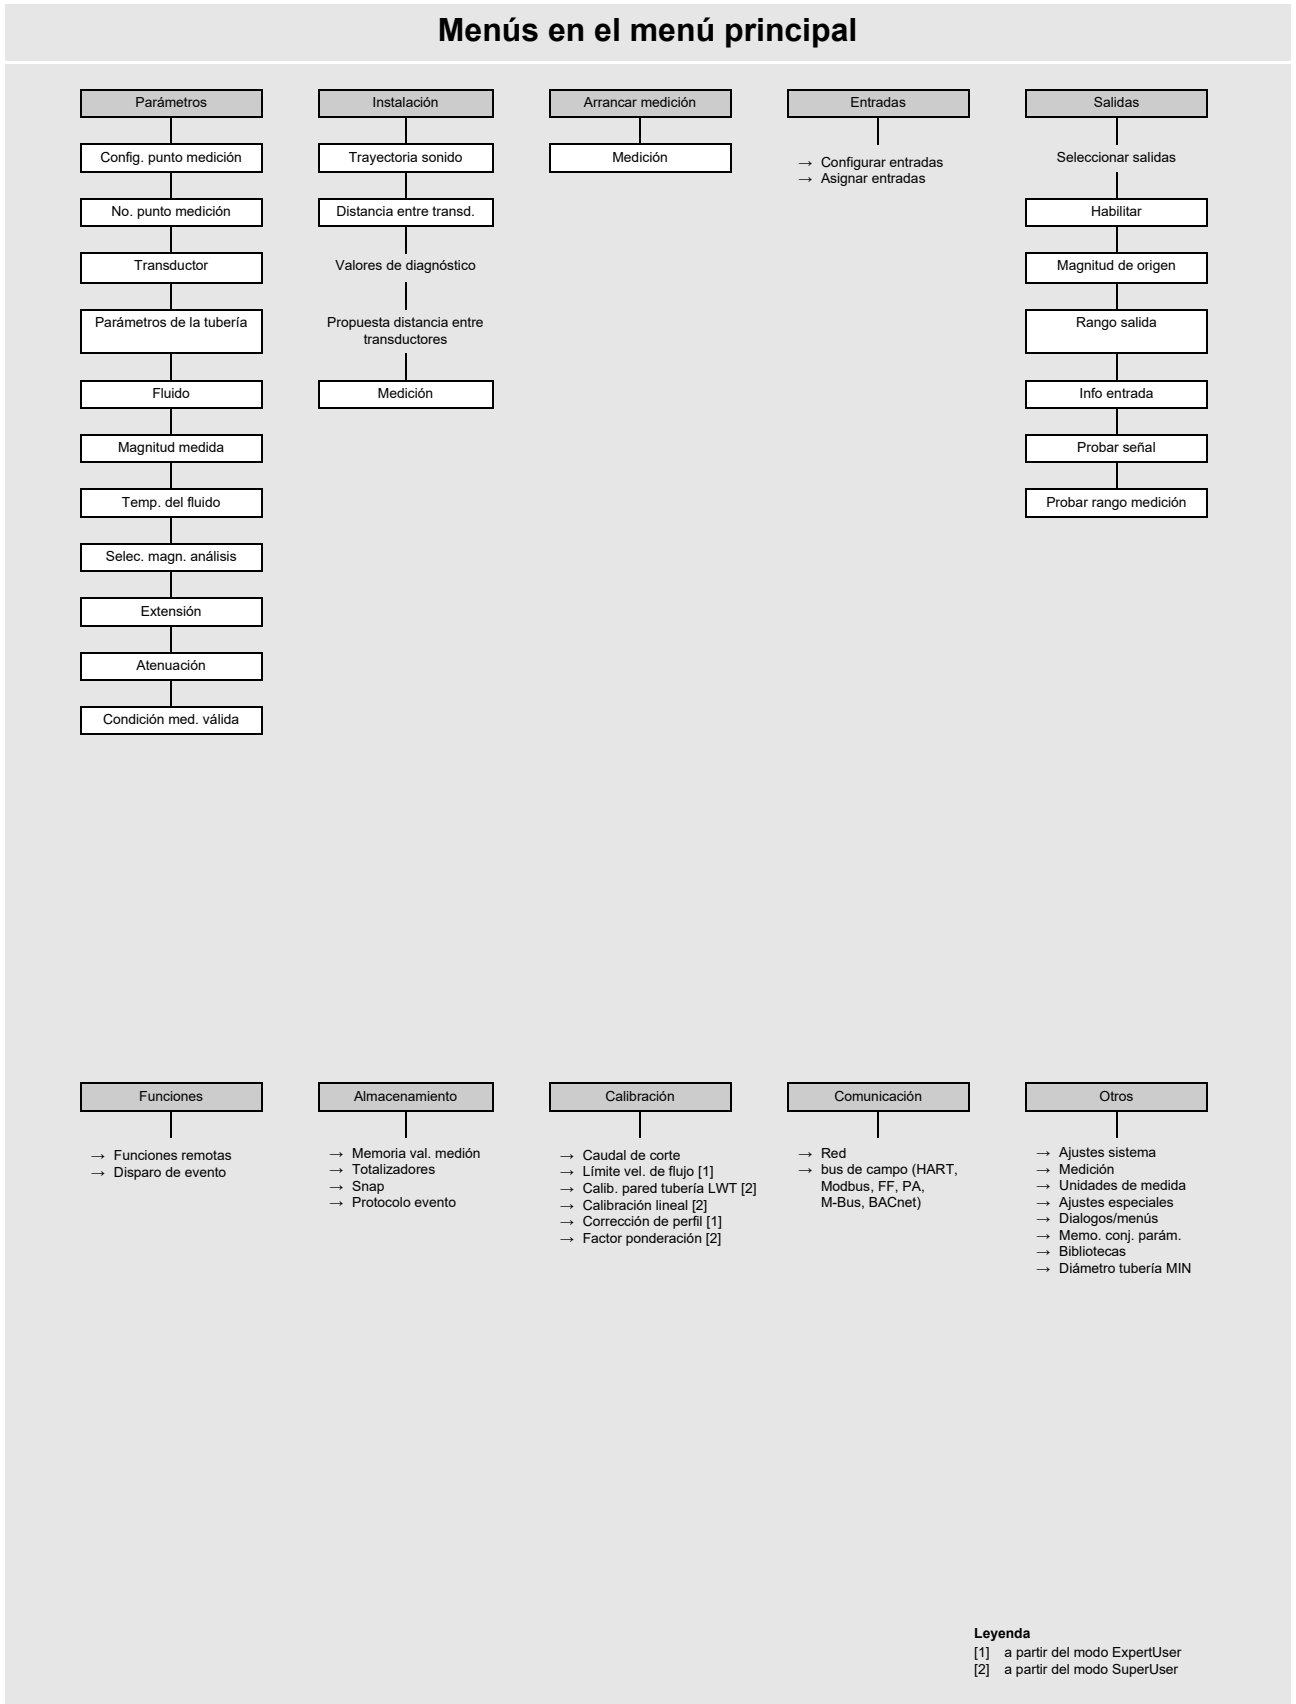 Menús en el menú principal
Parámetros
Config. punto medición
No. punto medición
Transductor
Parámetros de la tubería
Fluido
Magnitud medida
Temp. del fluido
Selec. magn. análisis
Extensión
Atenuación
Condición med. válida
Instalación
Trayectoria sonido
Distancia entre transd.
Valores de diagnóstico
Propuesta distancia entre
transductores
Medición
Arrancar medición
Medición
Entradas
→ Configurar entradas
→ Asignar entradas
Salidas
Seleccionar salidas
Habilitar
Magnitud de origen
Rango salida
Info entrada
Probar señal
Probar rango medición
Funciones
→ Funciones remotas
→ Disparo de evento
Almacenamiento
→ Memoria val. medión
→ Totalizadores
→ Snap
→ Protocolo evento
Calibración
→ Caudal de corte
→ Límite vel. de flujo [1]
→ Calib. pared tubería LWT [2]
→ Calibración lineal [2]
→ Corrección de perfil [1]
→ Factor ponderación [2]
Comunicación
→ Red
→ bus de campo (HART,
Modbus, FF, PA,
M-Bus, BACnet)
Otros
→ Ajustes sistema
→ Medición
→ Unidades de medida
→ Ajustes especiales
→ Dialogos/menús
→ Memo. conj. parám.
→ Bibliotecas
→ Diámetro tubería MIN
Leyenda
[1] a partir del modo ExpertUser
[2] a partir del modo SuperUser